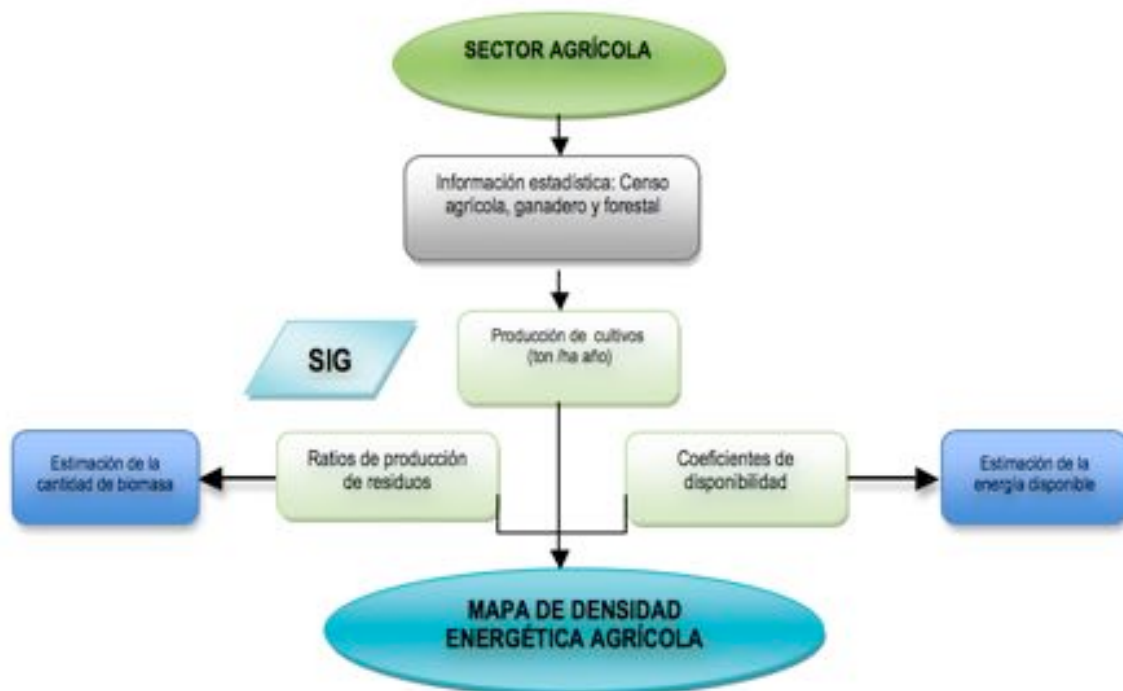 SECTOR AGRÍCOLA
Información estadística: Censo
agrícola, ganadero y forestal
Producción de cultivos
(ton /ha año)
SIG
Estimación de la
cantidad de biomasa
Ratios de producción
de residuos
Coeficientes de
disponibilidad
Estimación de la
energía disponible
MAPA DE DENSIDAD
ENERGÉTICA AGRÍCOLA